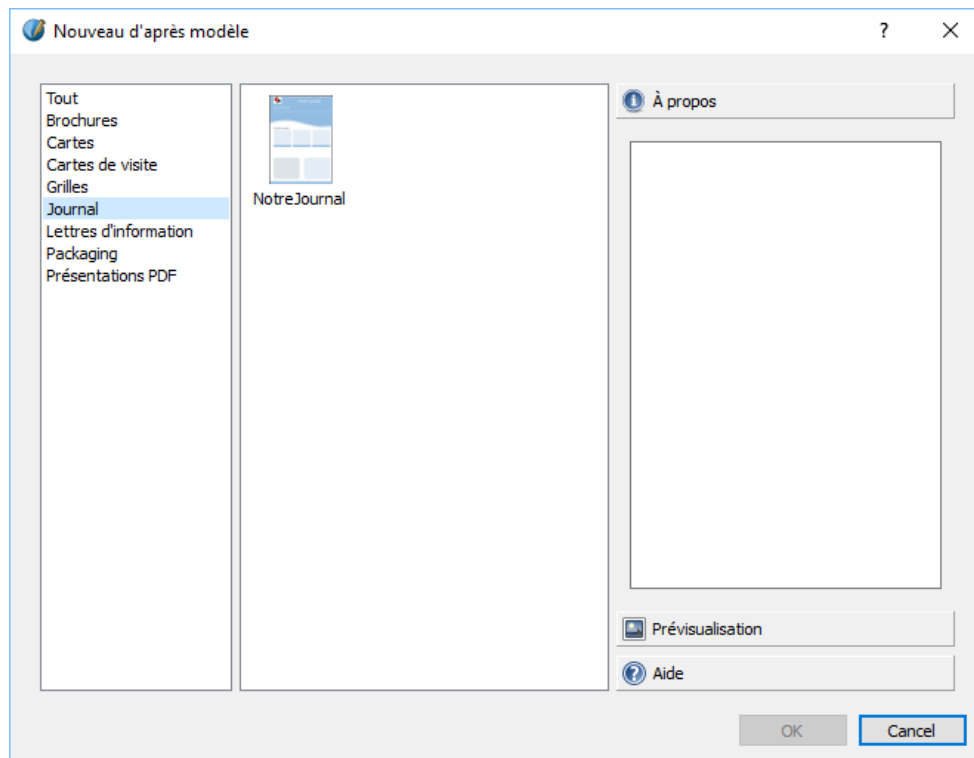 Nouveau d'après modèle
?
Tout
Brochures
Cartes
Cartes de visite
Grilles
Journal
Lettres d'information
Packaging
Présentations PDF
NotreJournal
À propos
Prévisualisation
Aide
OK
Cancel